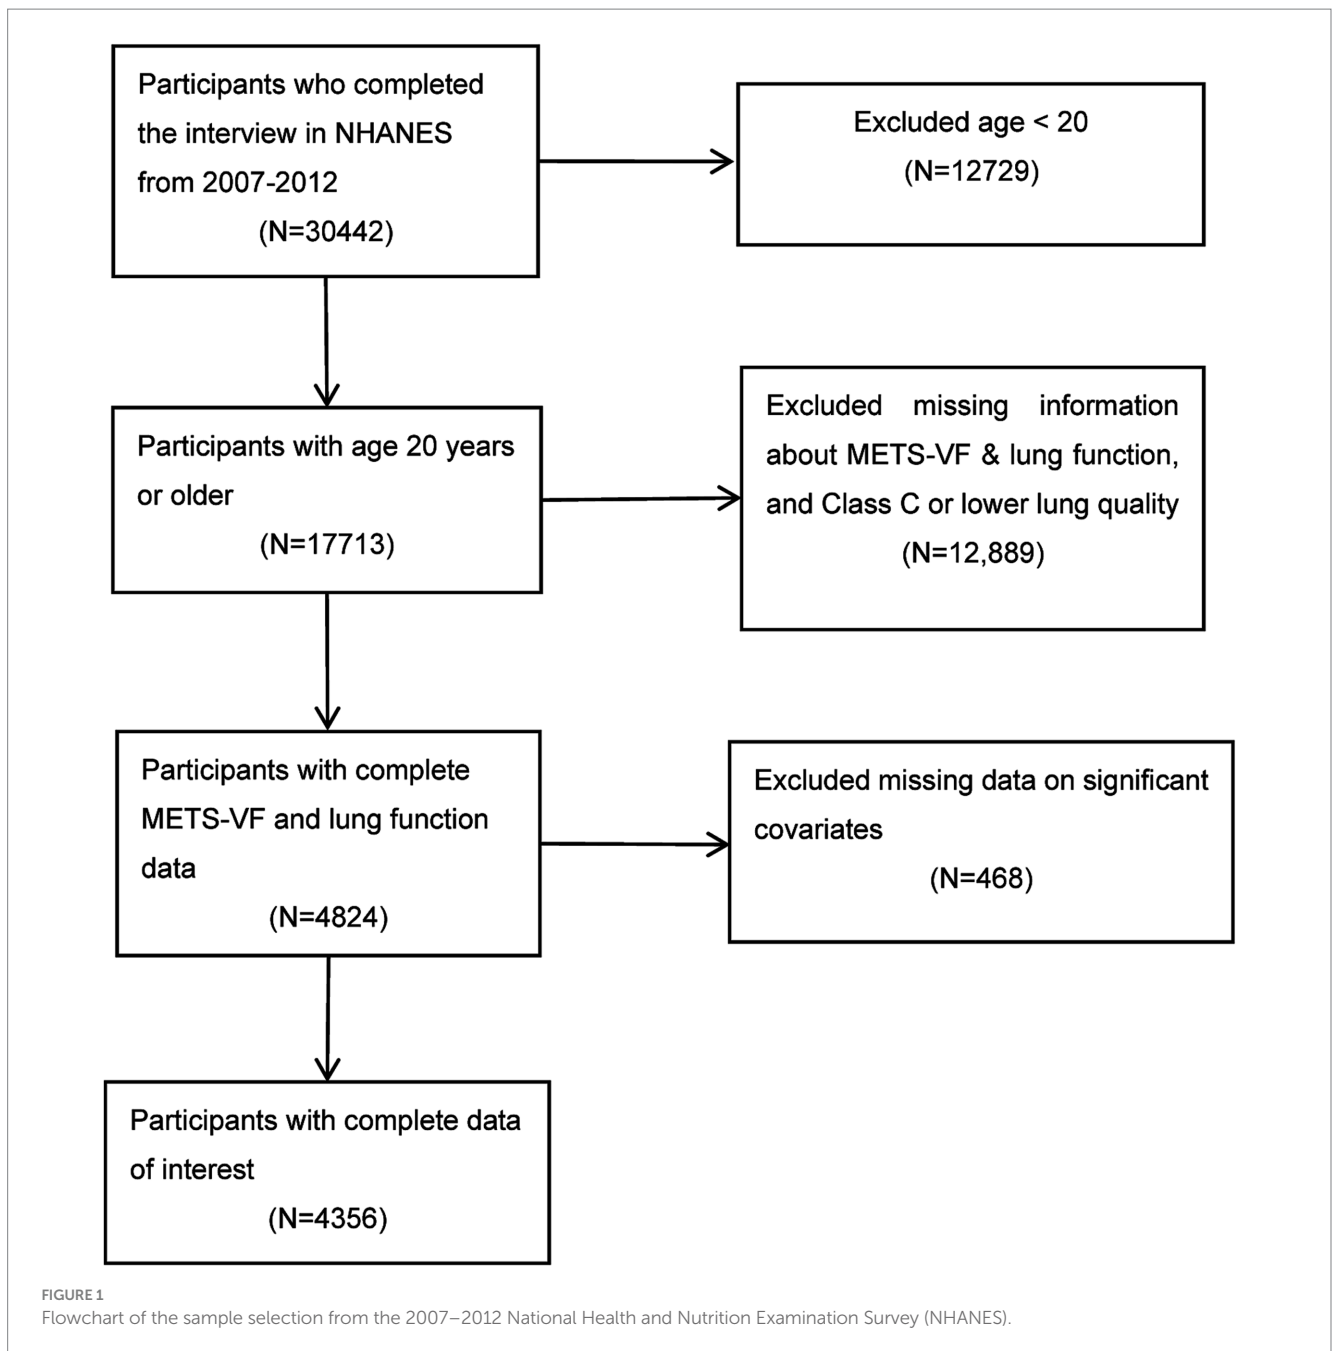 Participants who completed
the interview in NHANES
from 2007-2012
(N=30442)
Excluded age < 20
(N=12729)
Participants with age 20 years
or older
(N=17713)
Excluded missing information
about METS-VF & lung function,
and Class C or lower lung quality
(N=12,889)
Participants with complete
METS-VF and lung function
data
(N=4824)
Excluded missing data on significant
covariates
(N=468)
Participants with complete data
of interest
(N=4356)
FIGURE 1
Flowchart of the sample selection from the 2007–2012 National Health and Nutrition Examination Survey (NHANES).